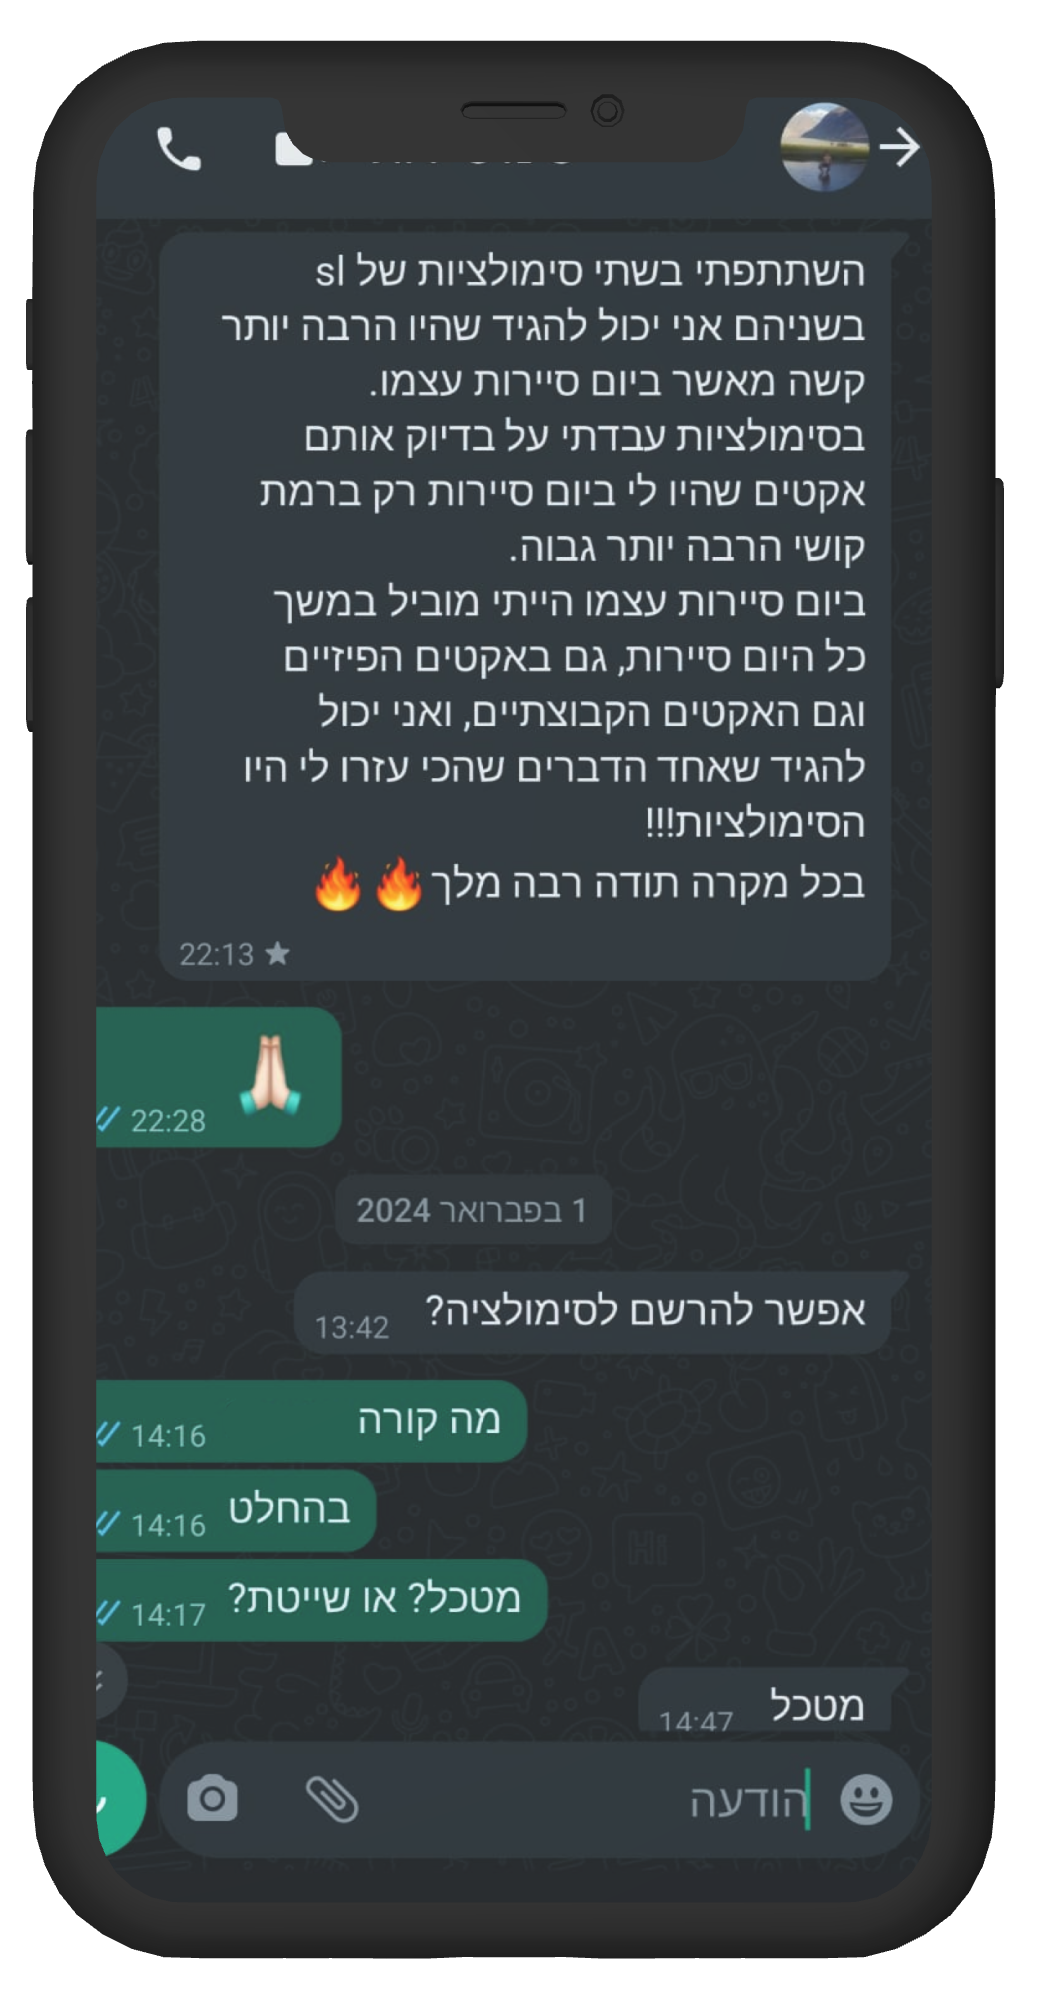 השתתפתי בשתי סימולציות של sl
בשניהם אני יכול להגיד שהיו הרבה יותר
קשה מאשר ביום סיירות עצמו.
בסימולציות עבדתי על בדיוק אותם
אקטים שהיו לי ביום סיירות רק ברמת
קושי הרבה יותר גבוה.
ביום סיירות עצמו הייתי מוביל במשך
כל היום סיירות, גם באקטים הפיזיים
וגם האקטים הקבוצתיים, ואני יכול
להגיד שאחד הדברים שהכי עזרו לי היו
הסימולציות!!!
בכל מקרה תודה רבה מלך🔥🔥
22:13
22:28
1 בפברואר 2024
אפשר להרשם לסימולציה? 13:42
מה קורה 14:16
בהחלט 14:16
מטכל? או שייטת? 14:17
מטכל 14:47
הודעה